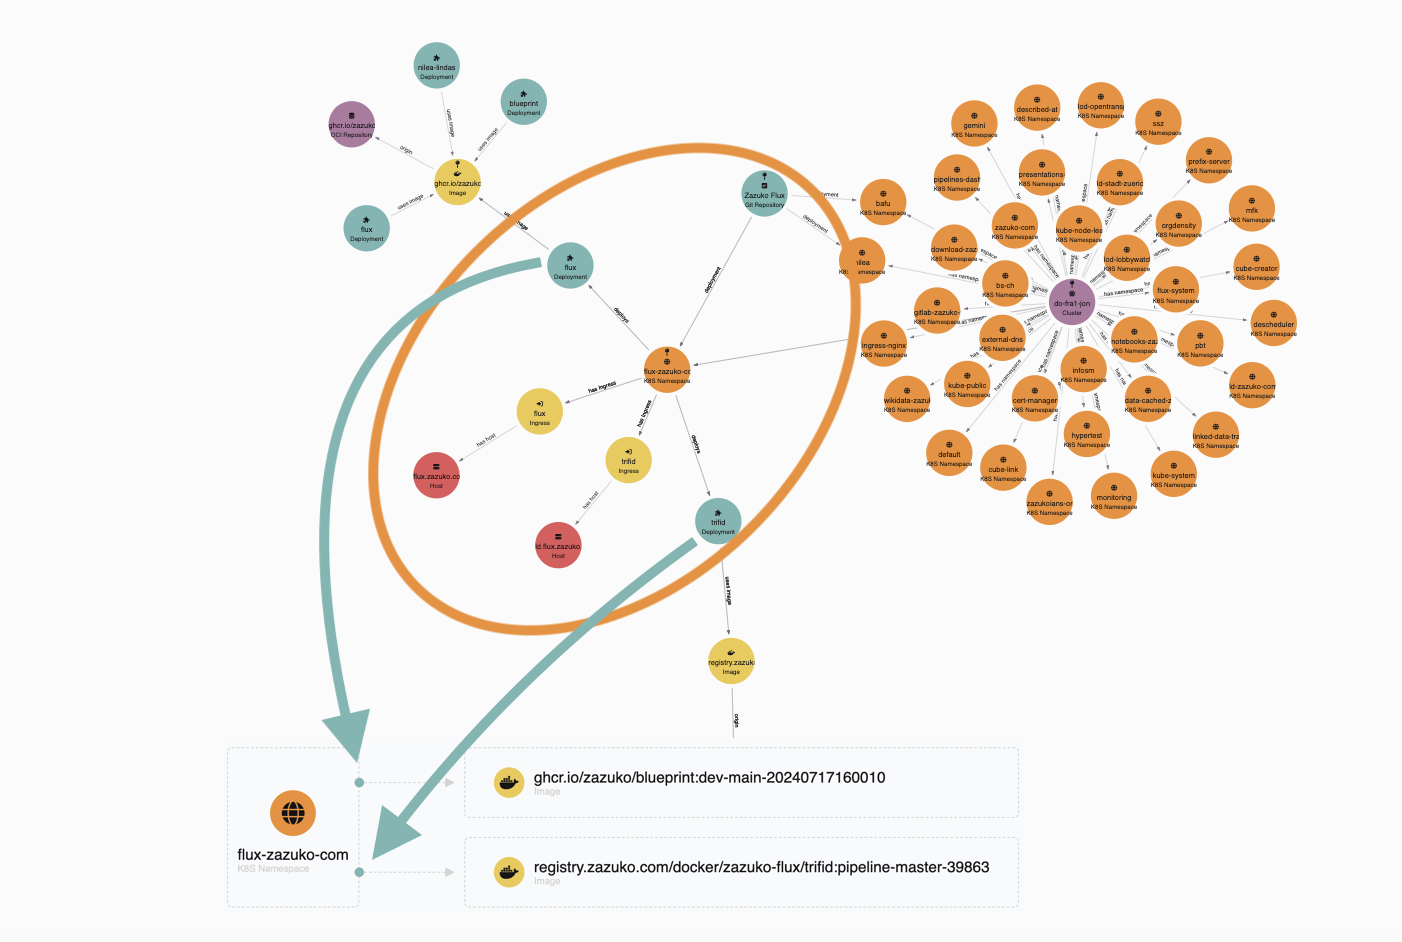 nilea-lindas
Deployment
blueprint
Deployment
ghcr.io/zazuko
OCI Repository
uses image
uses image
origin
ghcr.io/zazuko
Image
uses image
flux
Deployment
flux
Deployment
Zazuko Flux
Git Repository
deployment
deployment
deploys
flux-zazuko-co
K8S Namespace
has ingress
has ingress
deploys
flux
Ingress
has host
flux.zazuko.co
Host
trifid
Ingress
has host
ld.flux.zazuko.
Host
trifid
Deployment
uses image
registry.zazuk
Image
origin
gemini
K8S Namespace
described-at
K8S Namespace
lod-opentransp
K8S Namespace
ssz
K8S Namespace
prefix-server
K8S Namespace
pipelines-dash
K8S Namespace
presentations-
K8S Namespace
ld-stadt-zueric
K8S Namespace
bafu
K8S Namespace
mfk
K8S Namespace
zazuko-com
K8S Namespace
kube-node-lea
K8S Namespace
orgdensity
K8S Namespace
download-zaz
K8S Namespace
lod-lobbywatc
K8S Namespace
nilea
cube-creator
K8S Namespace
bs-ch
K8S Namespace
flux-system
K8S Namespace
has namespace
do-fra1-jon
Cluster
gitlab-zazuko-
K8S Namespace
descheduler
K8S Namespace
ingress-nginx
K8S Namespace
external-dns
K8S Namespace
notebooks-zaz
K8S Namespace
pbt
K8S Namespace
has namespace
infosm
K8S Namespace
kube-public
K8S Namespace
ld-zazuko-com
K8S Namespace
wikidata-zazuk
K8S Namespace
cert-manager
K8S Namespace
data-cached-z
K8S Namespace
hypertest
K8S Namespace
linked-data-tra
K8S Namespace
default
K8S Namespace
cube-link
K8S Namespace
kube-system
K8S Namespace
zazukoians-or
K8S Namespace
monitoring
K8S Namespace
ghcr.io/zazuko/blueprint:dev-main-20240717160010
Image
flux-zazuko-com
K8S Namespace
registry.zazuko.com/docker/zazuko-flux/trifid:pipeline-master-39863
Image